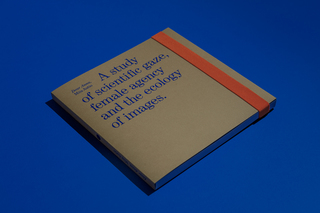 A study
of scientific gaze,
female agency
and the ecology
of images.